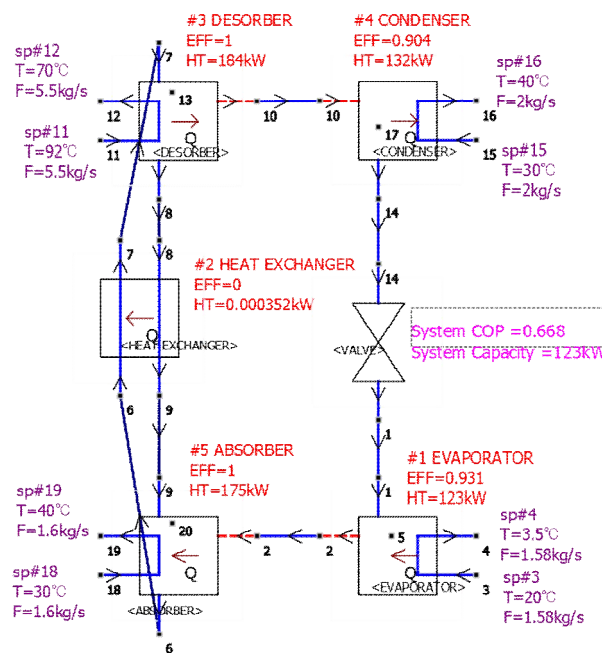 #3 DESORBER
EFF=1
HT=184kW
#4 CONDENSER
EFF=0.904
HT=132kW
sp#12
T=70℃
F=5.5kg/s
sp#16
T=40℃
F=2kg/s
7
13
12
10
10
16
17
Q
Q
11
15
<DESORBER>
<CONDENSER>
sp#11
T=92℃
F=5.5kg/s
sp#15
T=30℃
F=2kg/s
8
14
7
8
14
#2 HEAT EXCHANGER
EFF=0
HT=0.000352kW
Q
<HEAT EXCHANGER>
<VALVE>
System COP =0.668
System Capacity =123kW
6
9
1
#5 ABSORBER
EFF=1
HT=175kW
#1 EVAPORATOR
EFF=0.931
HT=123kW
9
1
sp#19
T=40℃
F=1.6kg/s
sp#4
T=3.5℃
F=1.58kg/s
20
5
19
2
2
4
Q
Q
18
3
<ABSORBER>
<EVAPORATOR>
sp#18
T=30℃
F=1.6kg/s
sp#3
T=20℃
F=1.58kg/s
6